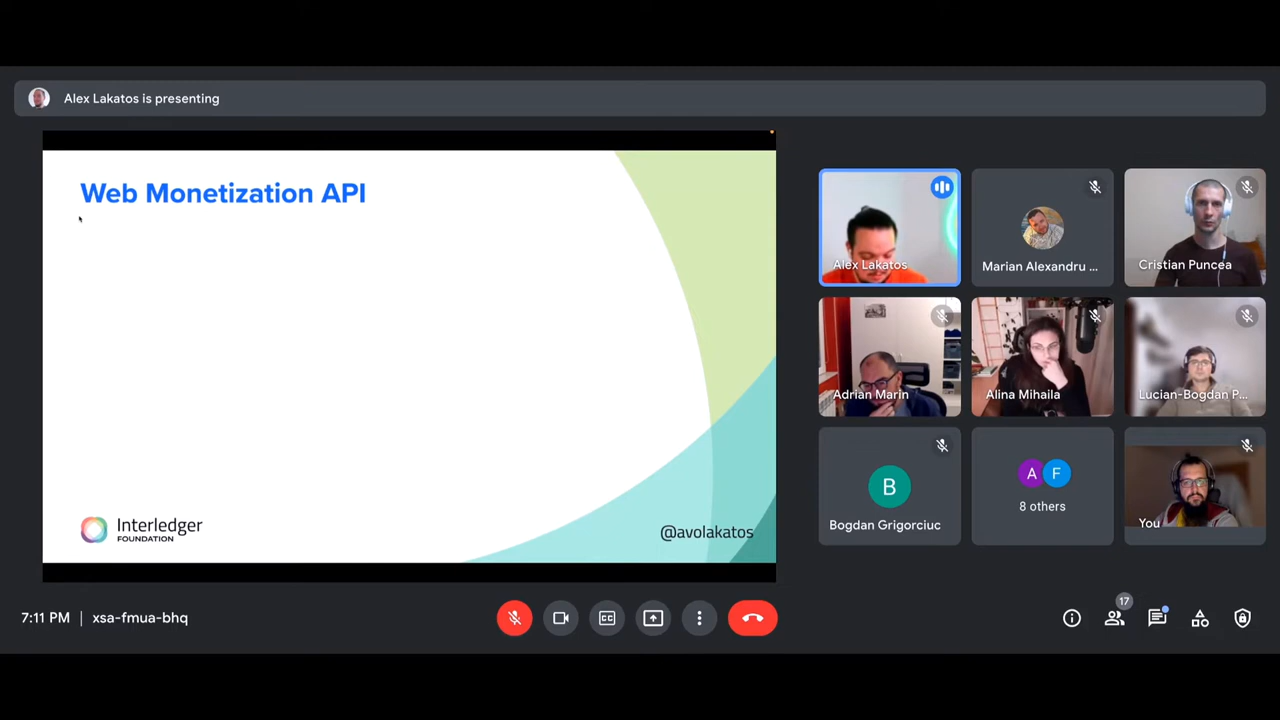 Alex Lakatos is presenting
Web Monetization API
Interledger
FOUNDATION
@avolakatos
Alex Lakatos
Marian Alexandru ...
Cristian Puncea
Adrian Marin
Alina Mihaila
Lucian-Bogdan P...
B
Bogdan Grigorciuc
A F
8 others
You
7:11 PM | xsa-fmua-bhq
17